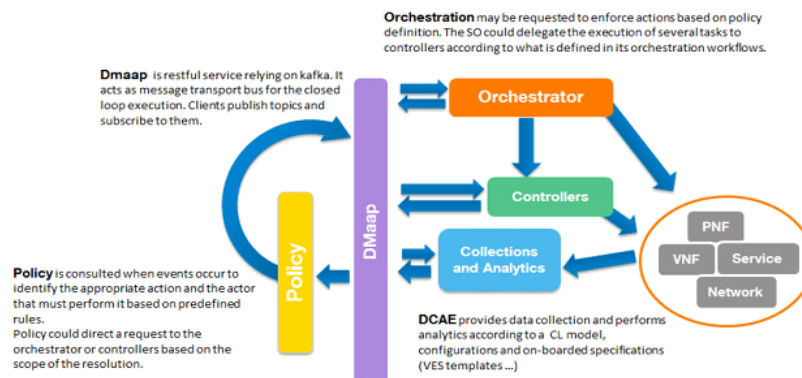 Orchestration may be requested to enforce actions based on policy
definition. The SO could delegate the execution of several tasks to
controllers according to what is defined in its orchestration workflows.
Dmaap is restful service relying on kafka. It
acts as message transport bus for the closed
loop execution. Clients publish topics and
subscribe to them.
Orchestrator
Controllers
DMaap
Policy
Collections
and Analytics
PNF
VNF
Service
Network
Policy is consulted when events occur to
identify the appropriate action and the actor
that must perform it based on predefined
rules.
Policy could direct a request to the
orchestrator or controllers based on the
scope of the resolution.
DCAE provides data collection and performs
analytics according to a CL model,
configurations and on-boarded specifications
(VES templates ...)